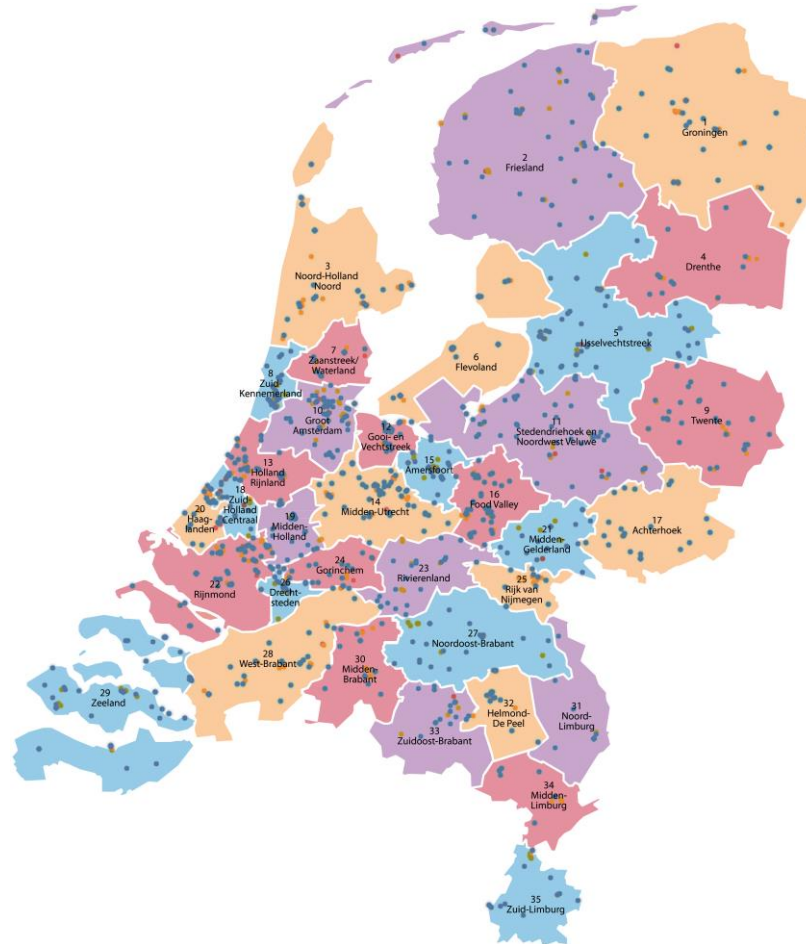 1
Groningen
2
Friesland
3
Noord-Holland
Noord
4
Drenthe
5
IJsselvechtstreek
6
Flevoland
7
Zaanstreek/
Waterland
8
Zuid-
Kennemerland
9
Twente
10
Groot
Amsterdam
11
Stedendriehoek en
Noordwest Veluwe
12
Gooi- en
Vechtstreek
13
Holland
Rijnland
14
Midden-Utrecht
15
Amersfoort
16
Food Valley
17
Achterhoek
18
Zuid-
Holland
Centraal
19
Midden-
Holland
20
Haag-
landen
21
Midden-
Gelderland
22
Rijnmond
23
Rivierenland
24
Gorinchem
25
Rijk van
Nijmegen
26
Drecht-
steden
27
Noordoost-Brabant
28
West-Brabant
29
Zeeland
30
Midden-
Brabant
31
Noord-
Limburg
32
Helmond-
De Peel
33
Zuidoost-Brabant
34
Midden-
Limburg
35
Zuid-Limburg